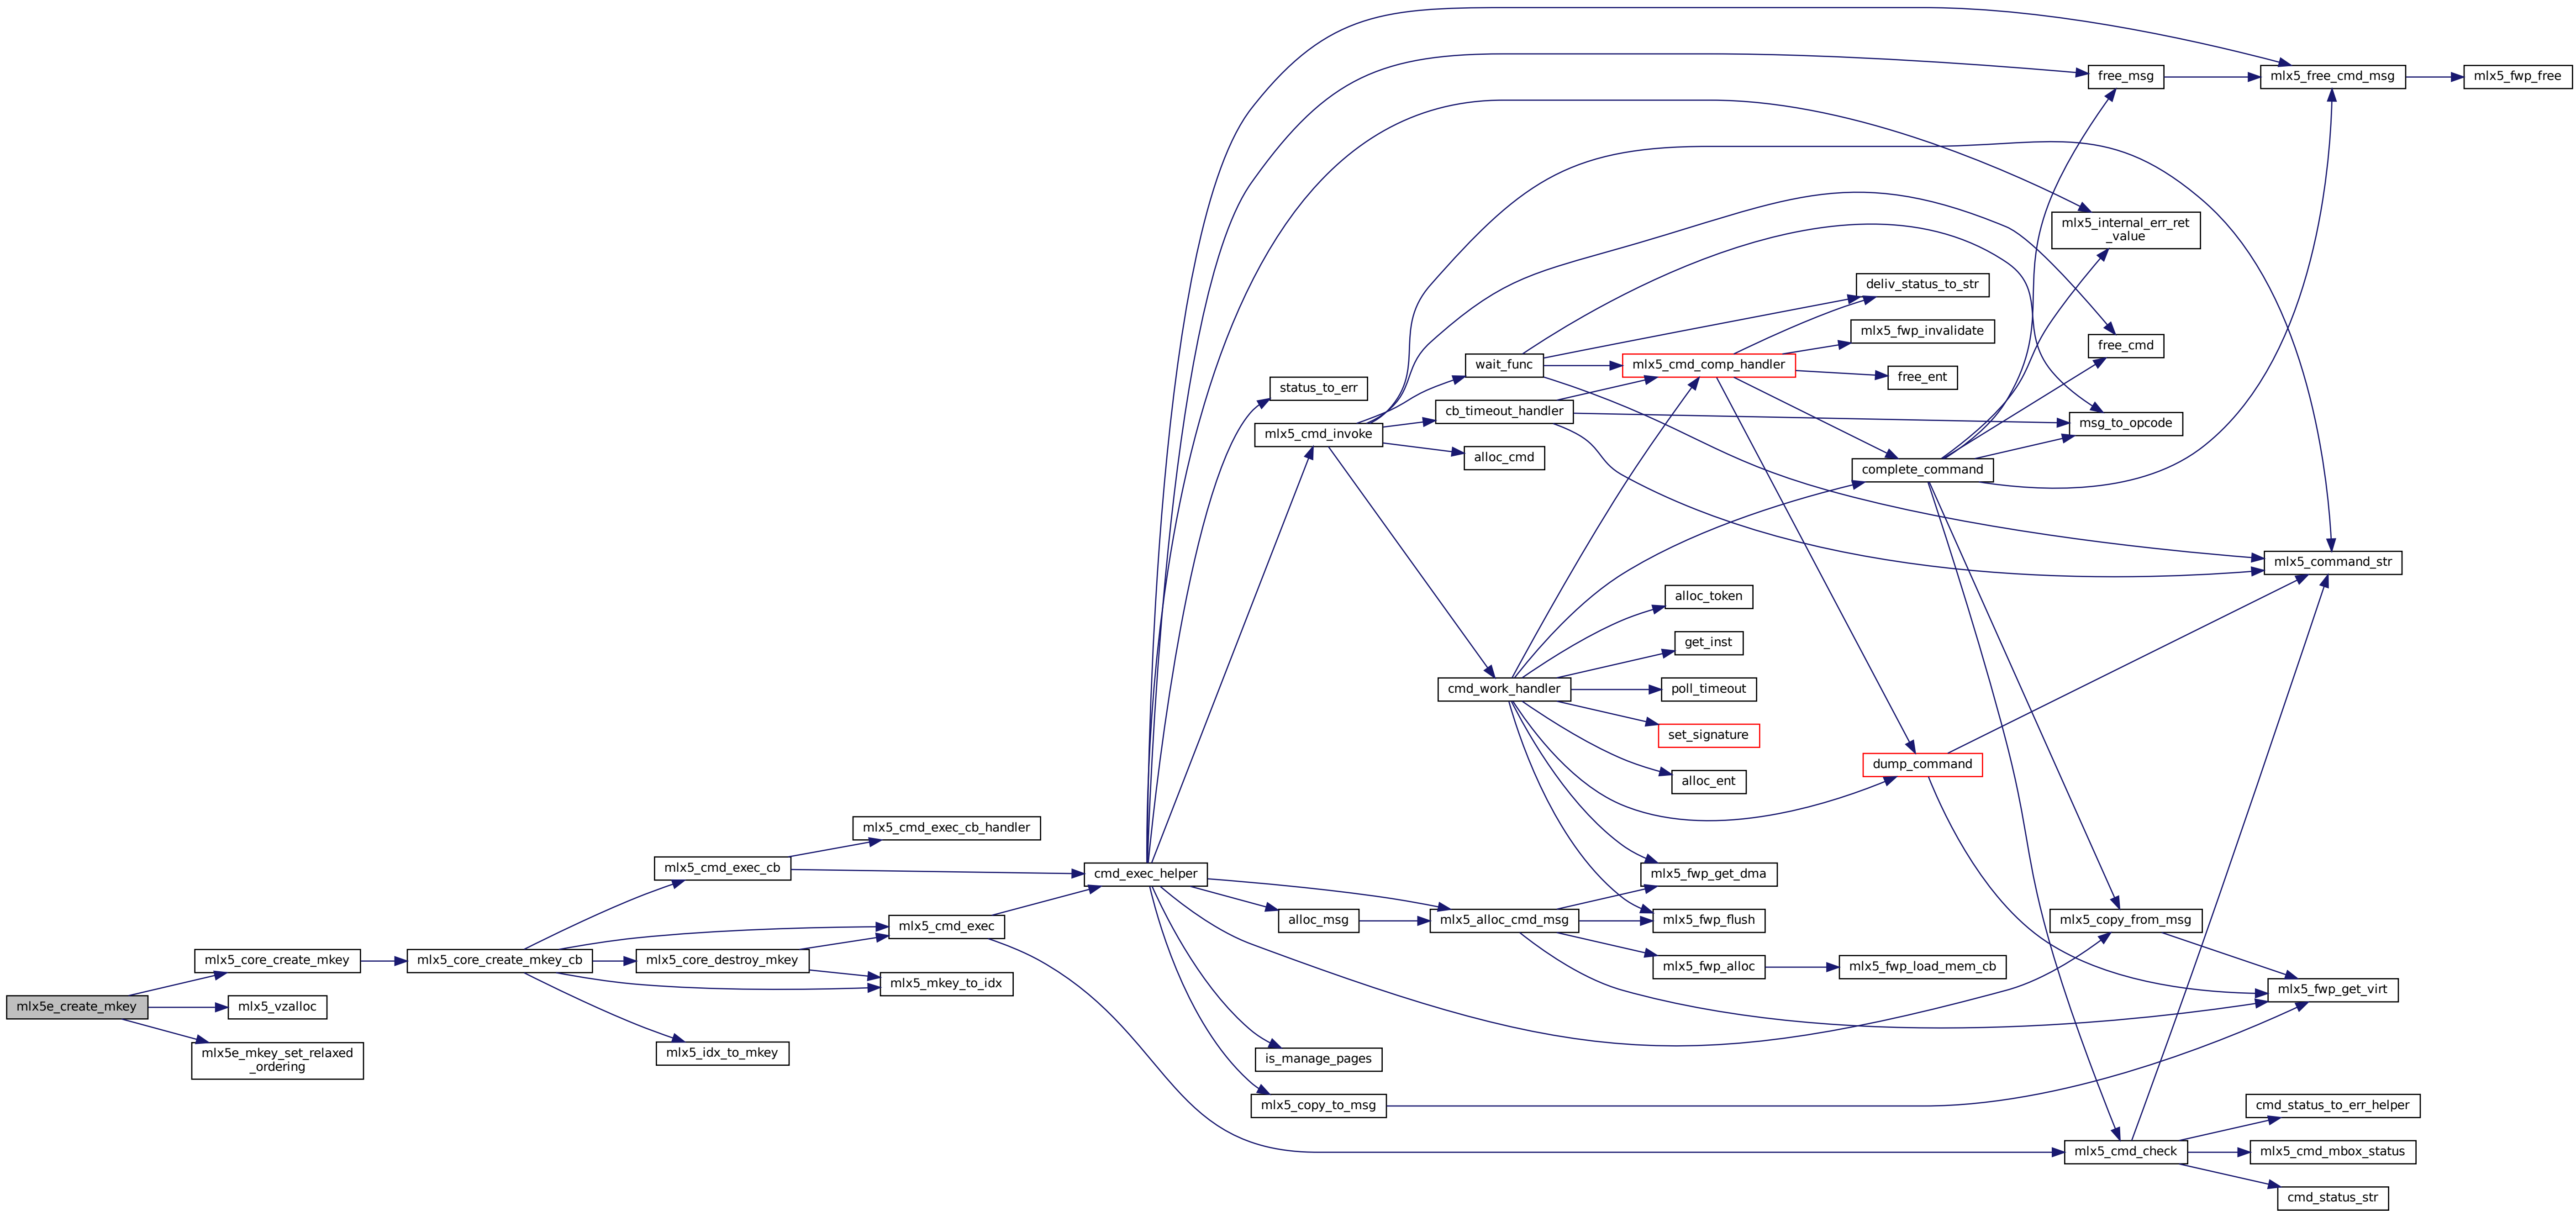 mlx5e_create_mkey
mlx5_core_create_mkey
mlx5_vzalloc
mlx5e_mkey_set_relaxed
_ordering
mlx5_core_create_mkey_cb
mlx5_cmd_exec_cb
mlx5_core_destroy_mkey
mlx5_idx_to_mkey
mlx5_cmd_exec_cb_handler
mlx5_cmd_exec
mlx5_mkey_to_idx
cmd_exec_helper
status_to_err
mlx5_cmd_invoke
alloc_msg
is_manage_pages
mlx5_copy_to_msg
wait_func
cb_timeout_handler
alloc_cmd
cmd_work_handler
mlx5_alloc_cmd_msg
mlx5_cmd_comp_handler
alloc_token
get_inst
poll_timeout
set_signature
alloc_ent
mlx5_fwp_get_dma
mlx5_fwp_flush
mlx5_fwp_alloc
deliv_status_to_str
mlx5_fwp_invalidate
free_ent
complete_command
dump_command
mlx5_fwp_load_mem_cb
free_msg
mlx5_internal_err_ret
_value
free_cmd
msg_to_opcode
mlx5_copy_from_msg
mlx5_cmd_check
mlx5_free_cmd_msg
mlx5_command_str
mlx5_fwp_get_virt
cmd_status_to_err_helper
mlx5_cmd_mbox_status
cmd_status_str
mlx5_fwp_free